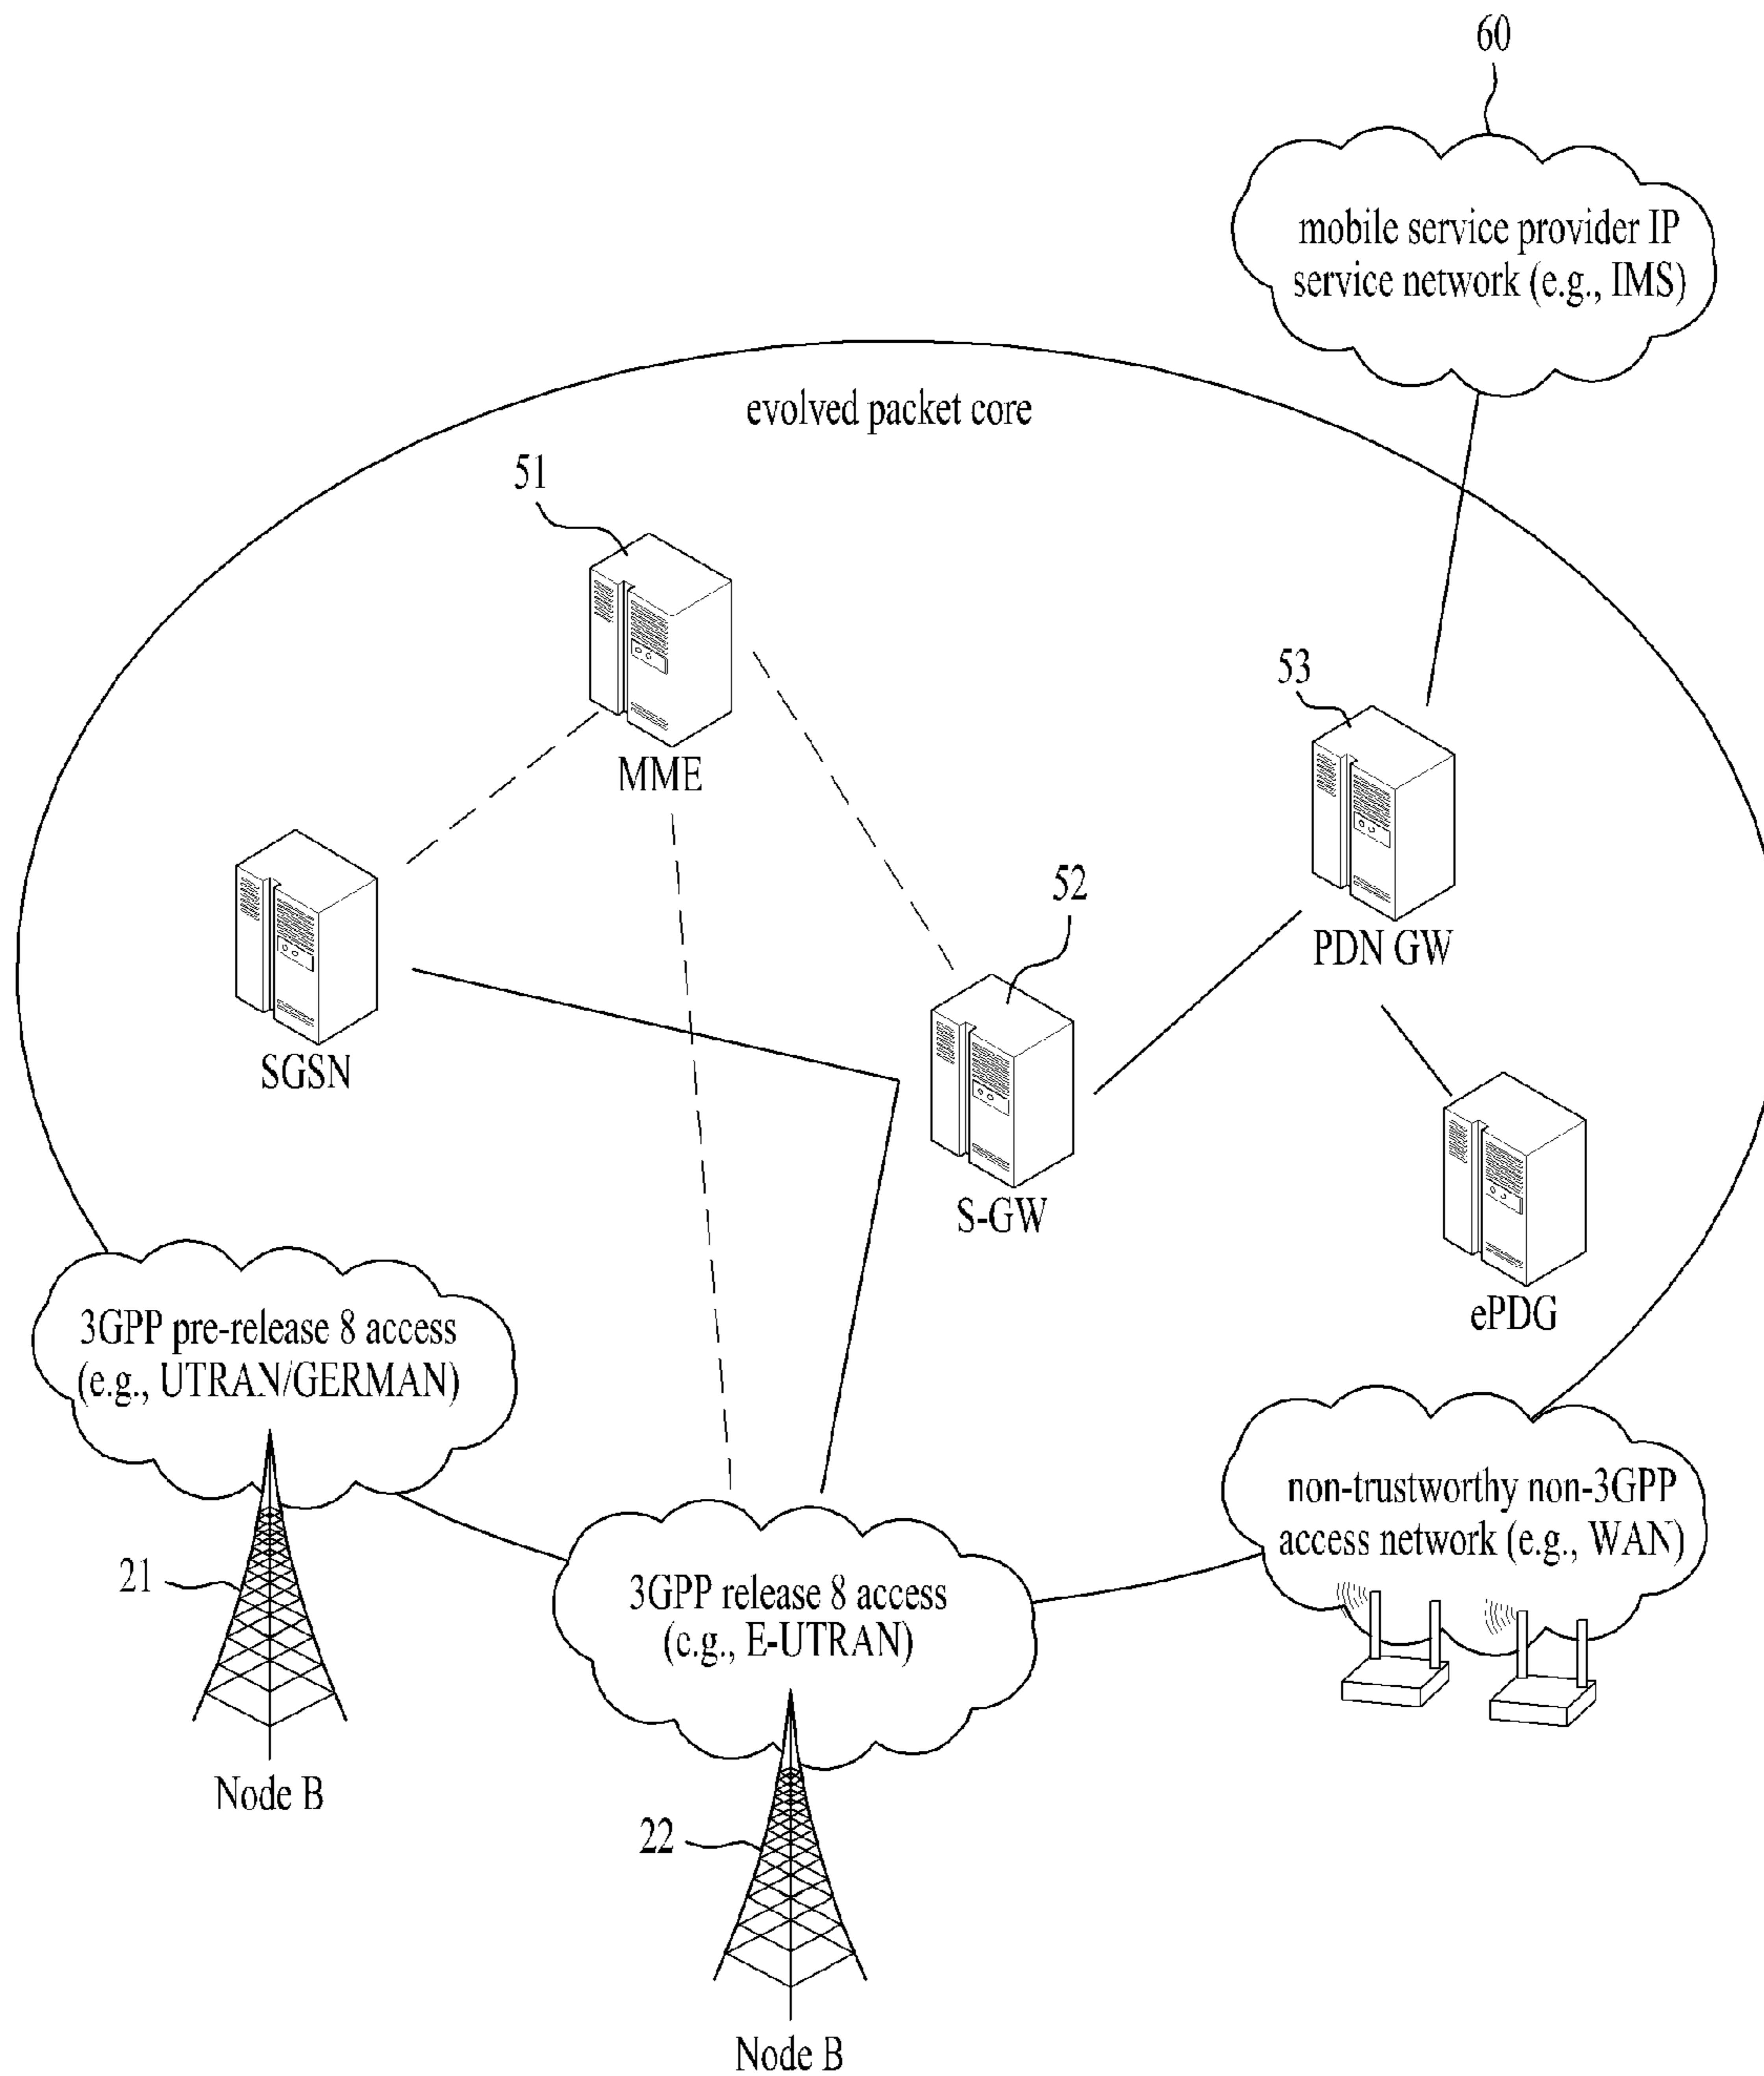 60
mobile service provider IP
service network (e.g., IMS)
evolved packet core
51
MME
53
PDN GW
52
SGSN
S-GW
ePDG
3GPP pre-release 8 access
(e.g., UTRAN/GERMAN)
non-trustworthy non-3GPP
access network (e.g., WAN)
21
3GPP release 8 access
(e.g., E-UTRAN)
Node B
22
Node B